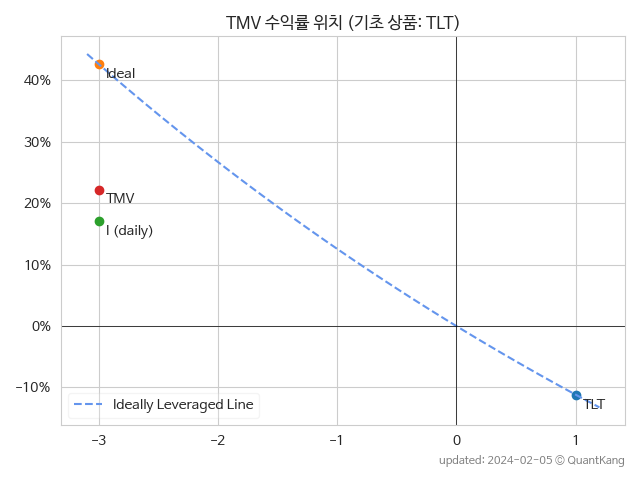 TMV 수익률 위치 (기초 상품: TLT)
40%
30%
20%
10%
0%
−10%
Ideal
TMV
I (daily)
TLT
Ideally Leveraged Line
−3
−2
−1
0
1
updated: 2024-02-05 © QuantKang